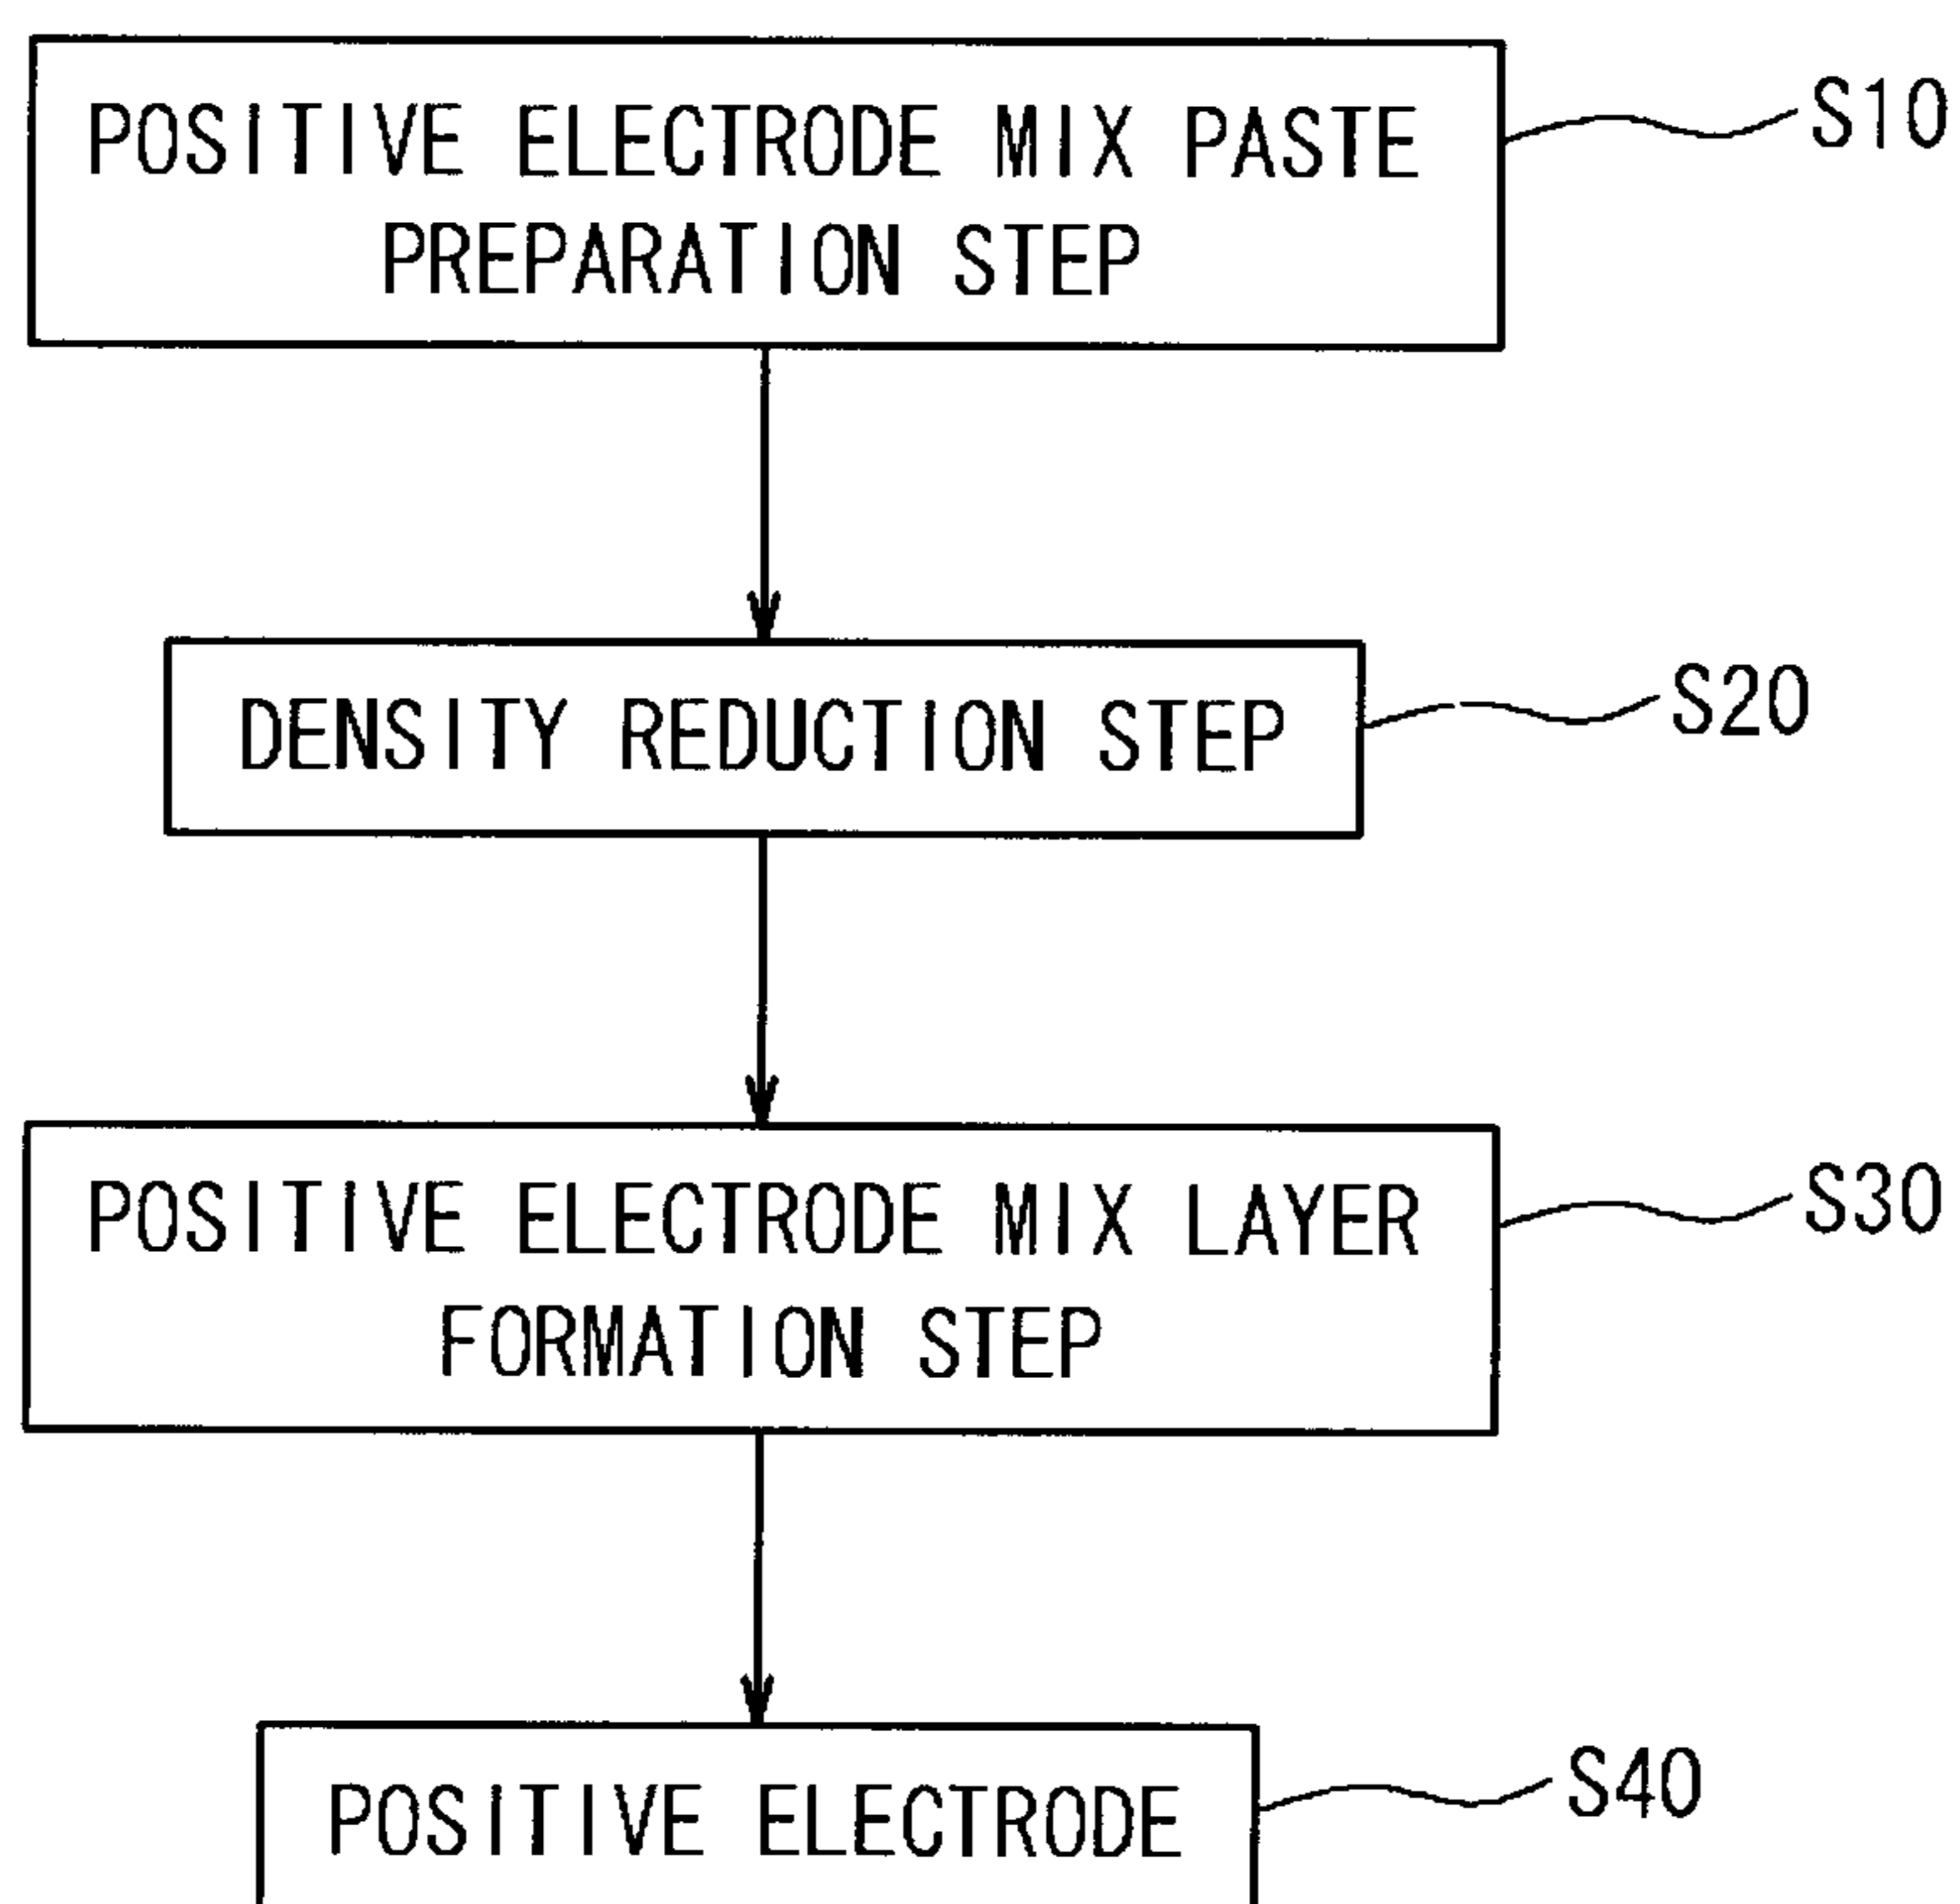 POSITIVE ELECTRODE MIX PASTE
PREPARATION STEP
S10
DENSITY REDUCTION STEP
S20
POSITIVE ELECTRODE MIX LAYER
FORMATION STEP
S30
POSITIVE ELECTRODE
S40